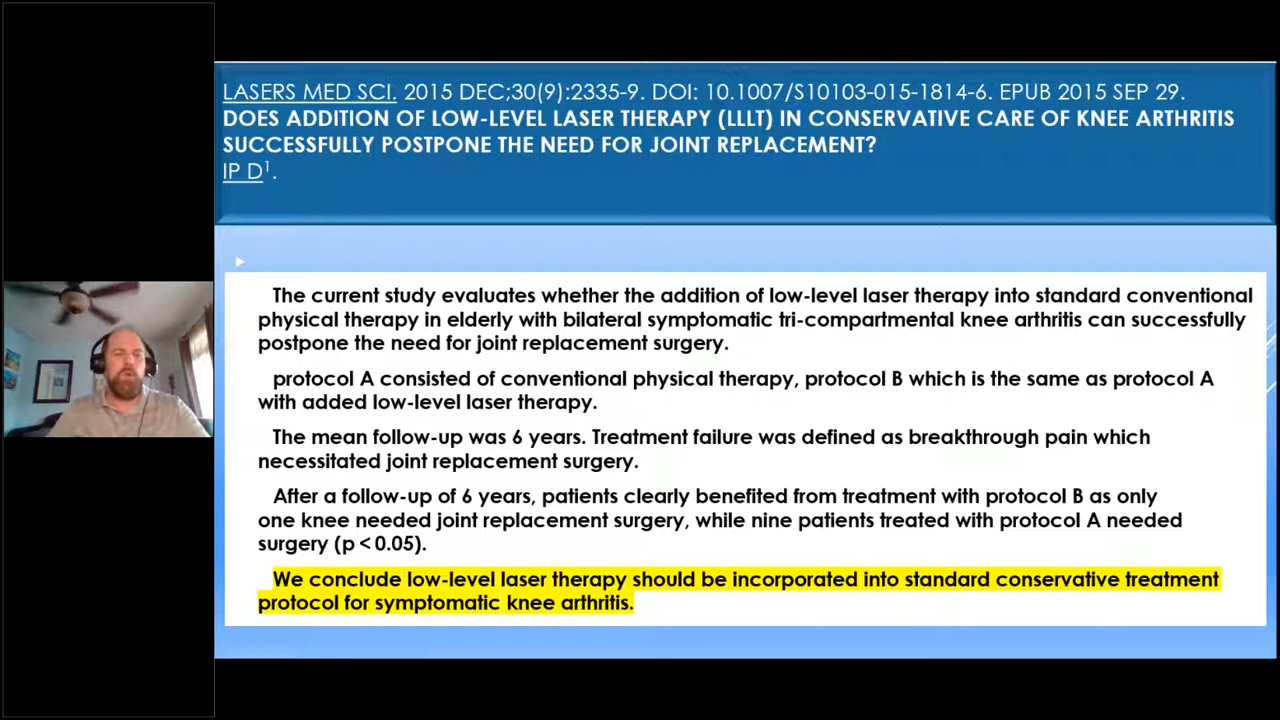 LASERS MED SCI. 2015 DEC;30(9):2335-9. DOI: 10.1007/S10103-015-1814-6. EPUB 2015 SEP 29.
DOES ADDITION OF LOW-LEVEL LASER THERAPY (LLLT) IN CONSERVATIVE CARE OF KNEE ARTHRITIS
SUCCESSFULLY POSTPONE THE NEED FOR JOINT REPLACEMENT?
IP D1.
The current study evaluates whether the addition of low-level laser therapy into standard conventional
physical therapy in elderly with bilateral symptomatic tri-compartmental knee arthritis can successfully
postpone the need for joint replacement surgery.
protocol A consisted of conventional physical therapy, protocol B which is the same as protocol A
with added low-level laser therapy.
The mean follow-up was 6 years. Treatment failure was defined as breakthrough pain which
necessitated joint replacement surgery.
After a follow-up of 6 years, patients clearly benefited from treatment with protocol B as only
one knee needed joint replacement surgery, while nine patients treated with protocol A needed
surgery (p < 0.05).
We conclude low-level laser therapy should be incorporated into standard conservative treatment
protocol for symptomatic knee arthritis.